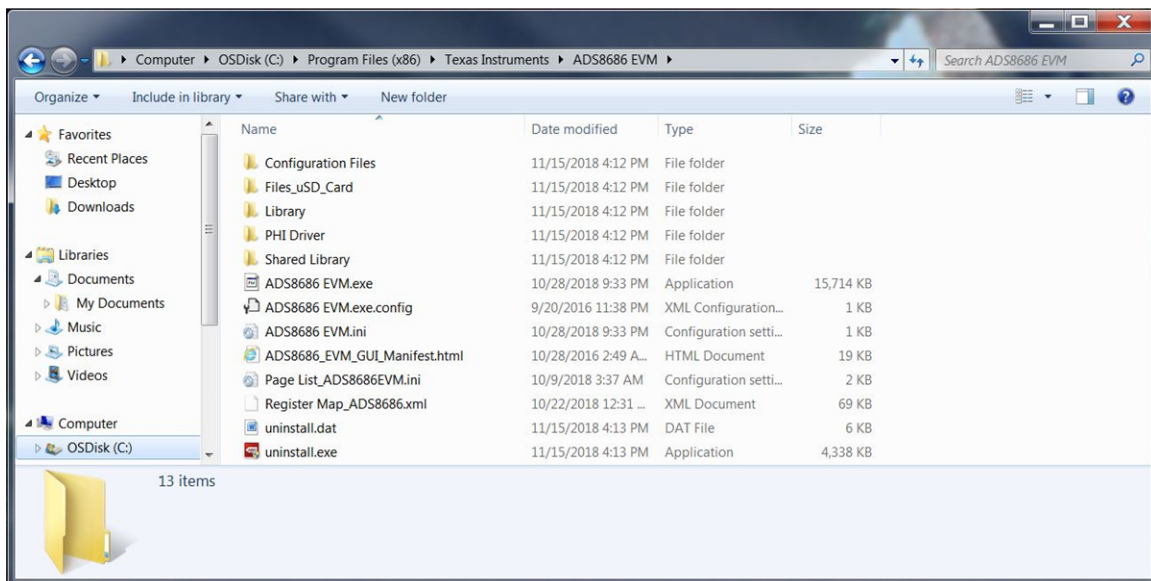 Computer OSDisk (C:) Program Files (x86) Texas Instruments ADS8686 EVM
Search ADS8686 EVM
Organize Include in library Share with New folder
Favorites
Recent Places
Desktop
Downloads
Libraries
Documents
My Documents
Music
Pictures
Videos
Computer
OSDisk (C:)
Name Date modified Type Size
Configuration Files 11/15/2018 4:12 PM File folder
Files_uSD_Card 11/15/2018 4:12 PM File folder
Library 11/15/2018 4:12 PM File folder
PHI Driver 11/15/2018 4:12 PM File folder
Shared Library 11/15/2018 4:12 PM File folder
ADS8686 EVM.exe 10/28/2018 9:33 PM Application 15,714 KB
ADS8686 EVM.exe.config 9/20/2016 11:38 PM XML Configuration... 1 KB
ADS8686 EVM.ini 10/28/2018 9:33 PM Configuration setti... 1 KB
ADS8686_EVM_GUI_Manifest.html 10/28/2016 2:49 A... HTML Document 19 KB
Page List_ADS8686EVM.ini 10/9/2018 3:37 AM Configuration setti... 2 KB
Register Map_ADS8686.xml 10/22/2018 12:31 ... XML Document 69 KB
uninstall.dat 11/15/2018 4:13 PM DAT File 6 KB
uninstall.exe 11/15/2018 4:13 PM Application 4,338 KB
13 items